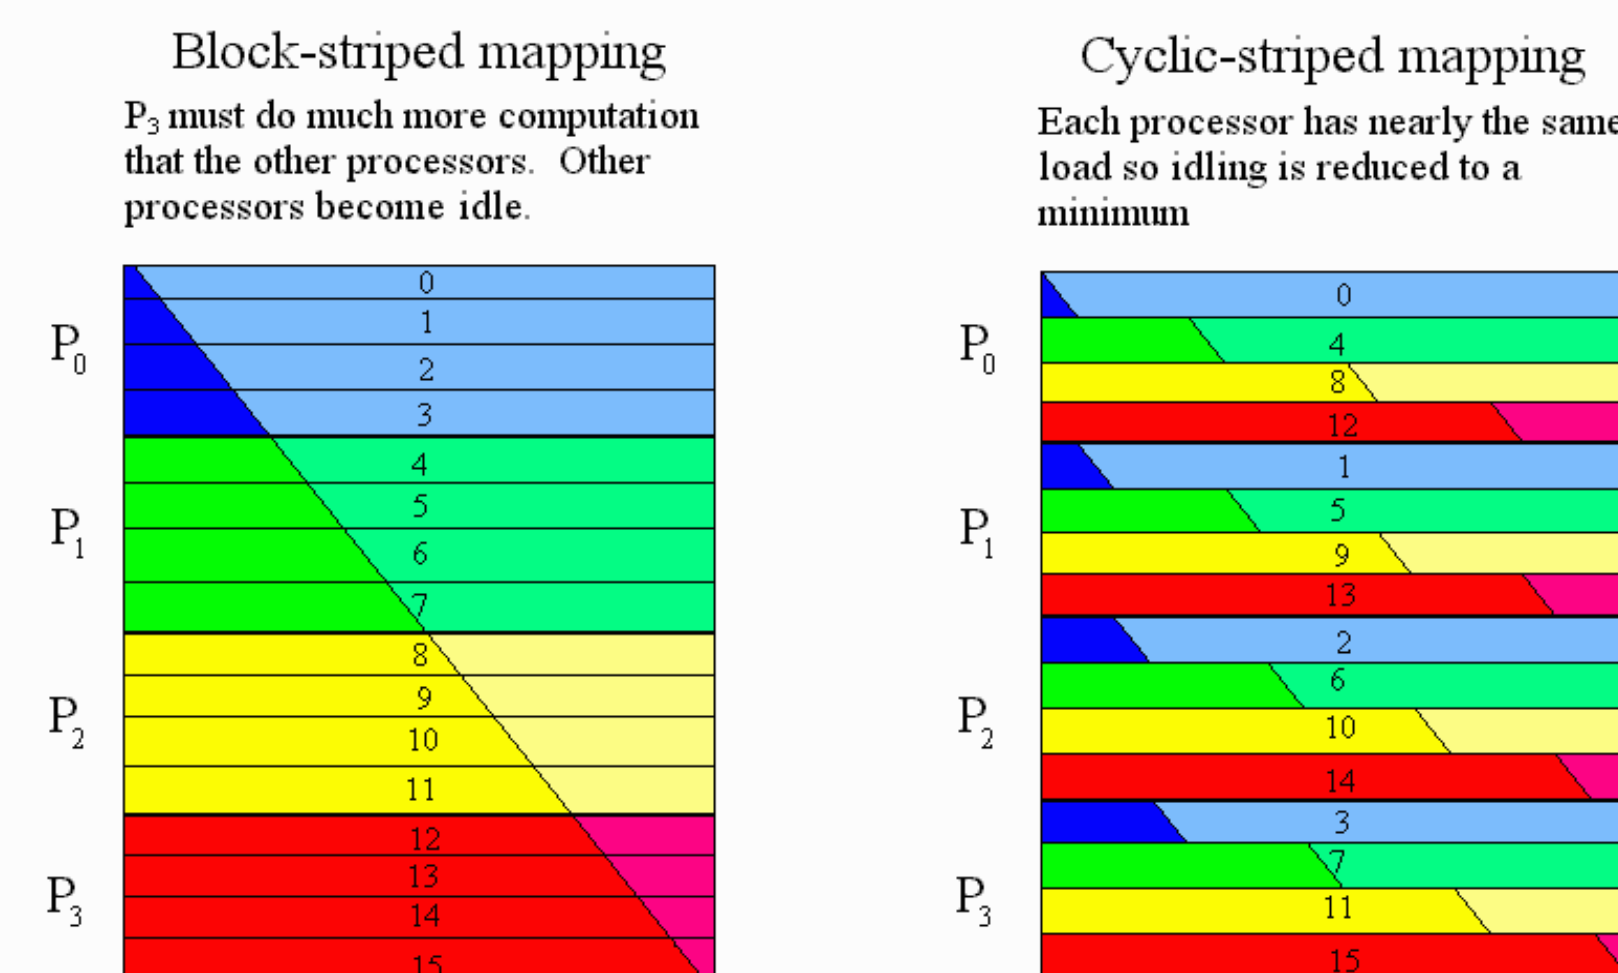 Block-striped mapping
P3 must do much more computation
that the other processors. Other
processors become idle.
P0
0
1
2
3
P1
4
5
6
7
P2
8
9
10
11
P3
12
13
14
15
Cyclic-striped mapping
Each processor has nearly the same
load so idling is reduced to a
minimum
P0
0
4
8
12
P1
1
5
9
13
P2
2
6
10
14
P3
3
7
11
15